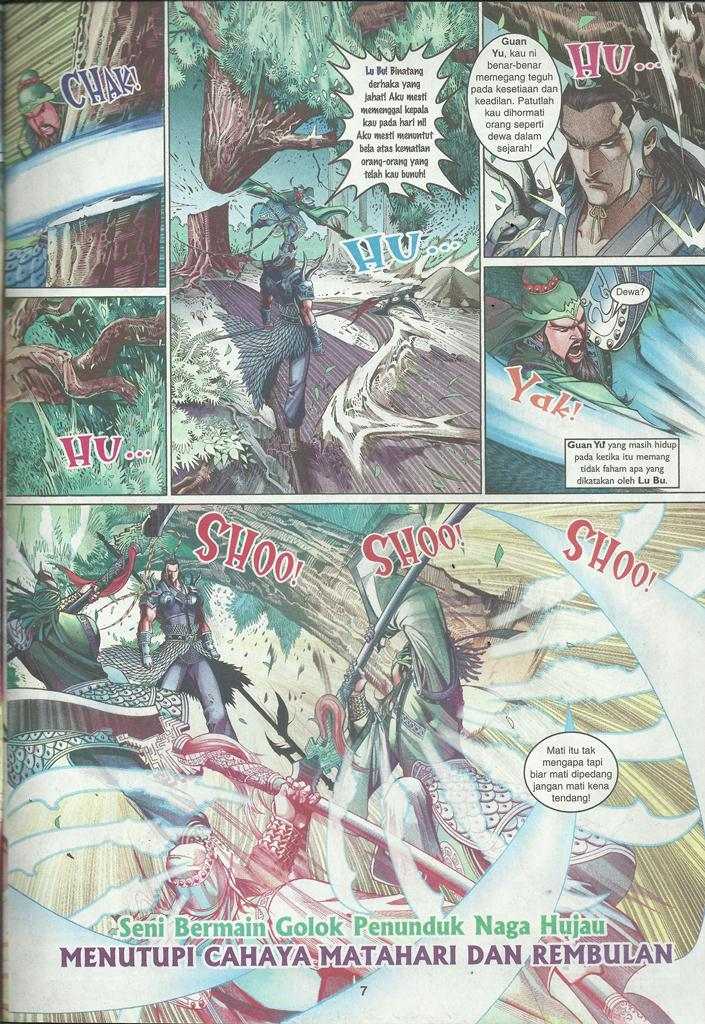 CHAK!
HU...
Lu Bu! Binatang
derhaka yang
jahat! Aku mesti
memenggal kepala
kau pada hari ni!
Aku mesti menuntut
bela atas kematian
orang-orang yang
telah kau bunuh!
HU...
Guan
Yu, kau ni
benar-benar
memegang teguh
pada kesetiaan dan
keadilan. Patutlah
kau dihormati
orang seperti
dewa dalam
sejarah!
HU...
Dewa?
Yak!
Guan Yu yang masih hidup
pada ketika itu memang
tidak faham apa yang
dikatakan oleh Lu Bu.
SHOO!
SHOO!
SHOO!
Mati itu tak
mengapa tapi
biar mati dipedang
jangan mati kena
tendang!
Seni Bermain Golok Penunduk Naga Hujau
MENUTUPI CAHAYA MATAHARI DAN REMBULAN
7